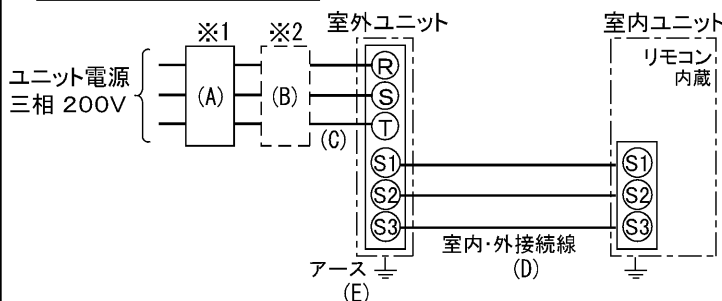 ※1
※2
室外ユニット
室内ユニット
ユニット電源
三相 200V
(A)
(B)
(C)
R
S
T
S1
S2
S3
リモコン
内蔵
S1
S2
S3
室内・外接続線
(D)
アース
(E)